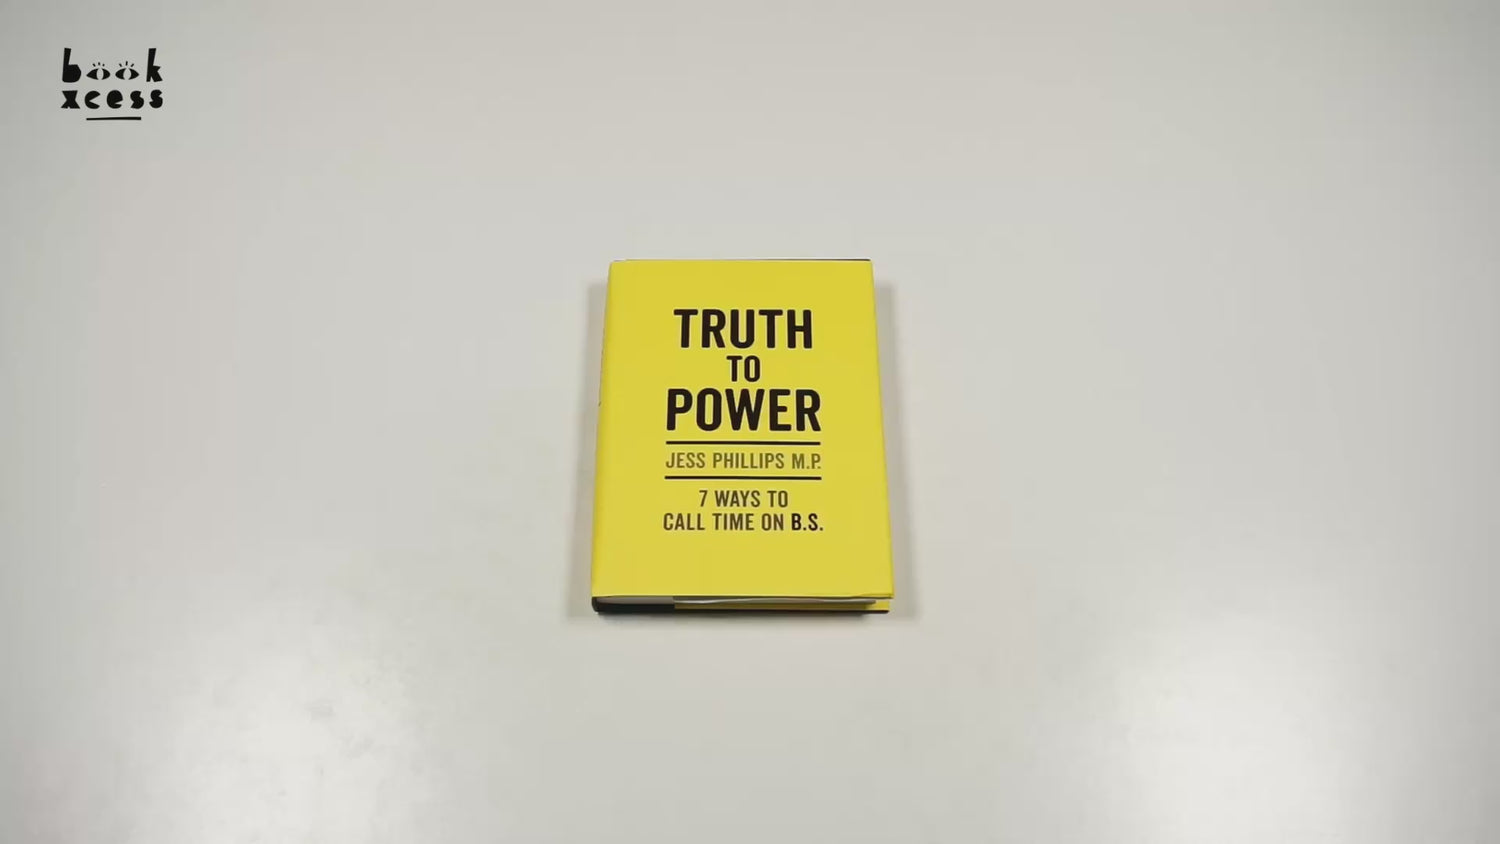 book
xcess
TRUTH
TO
POWER
JESS PHILLIPS M.P.
7 WAYS TO
CALL TIME ON B.S.